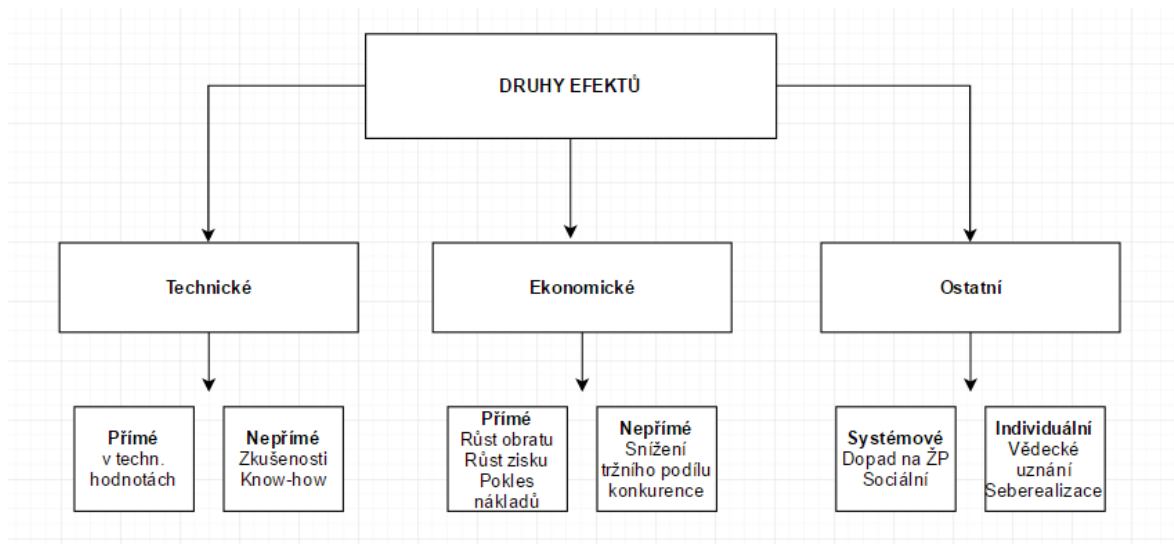 DRUHY EFEKTŮ
Technické
Ekonomické
Ostatní
Přímé
v techn.
hodnotách
Nepřímé
Zkušenosti
Know-how
Přímé
Růst obratu
Růst zisku
Pokles
nákladů
Nepřímé
Snížení
tržního podílu
konkurence
Systémové
Dopad na ŽP
Sociální
Individuální
Vědecké
uznání
Seberealizace